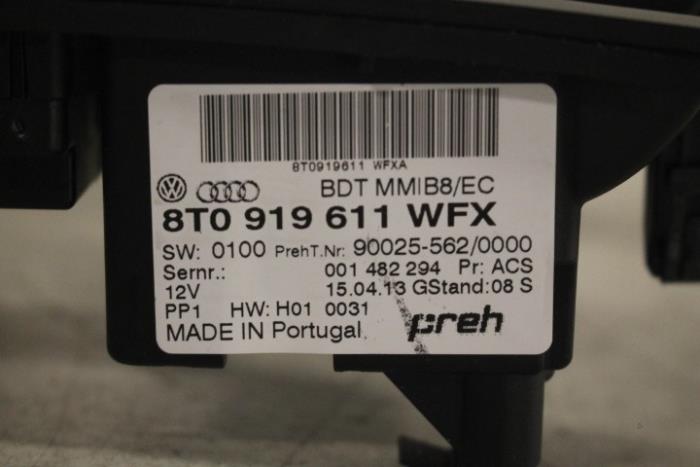 8T0919611 WFXA
BDT MMIB8/EC
8T0 919 611 WFX
SW: 0100 PrehT.Nr: 90025-562/0000
Sernr.: 001 482 294 Pr: ACS
12V 15.04.13 GStand:08 S
PP1 HW: H01 0031
MADE IN Portugal preh